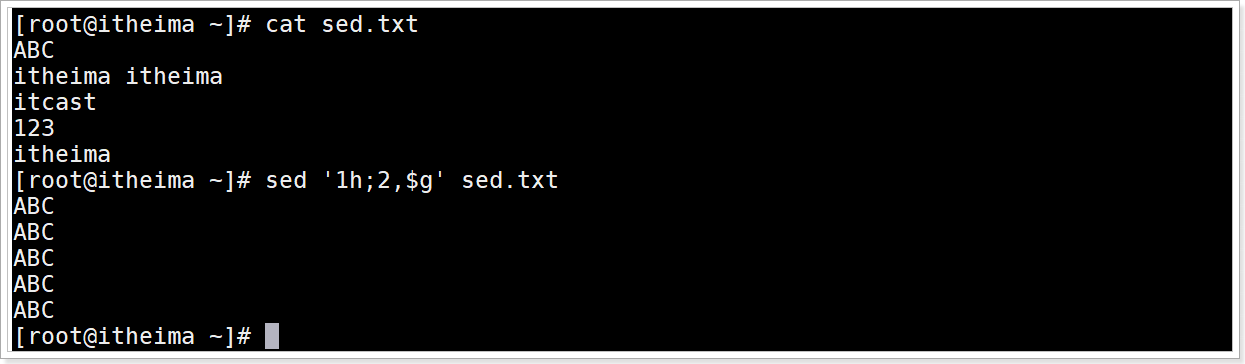 [root@itheima ~]# cat sed.txt
ABC
itheima itheima
itcast
123
itheima
[root@itheima ~]# sed '1h;2,$g' sed.txt
ABC
ABC
ABC
ABC
ABC
[root@itheima ~]#